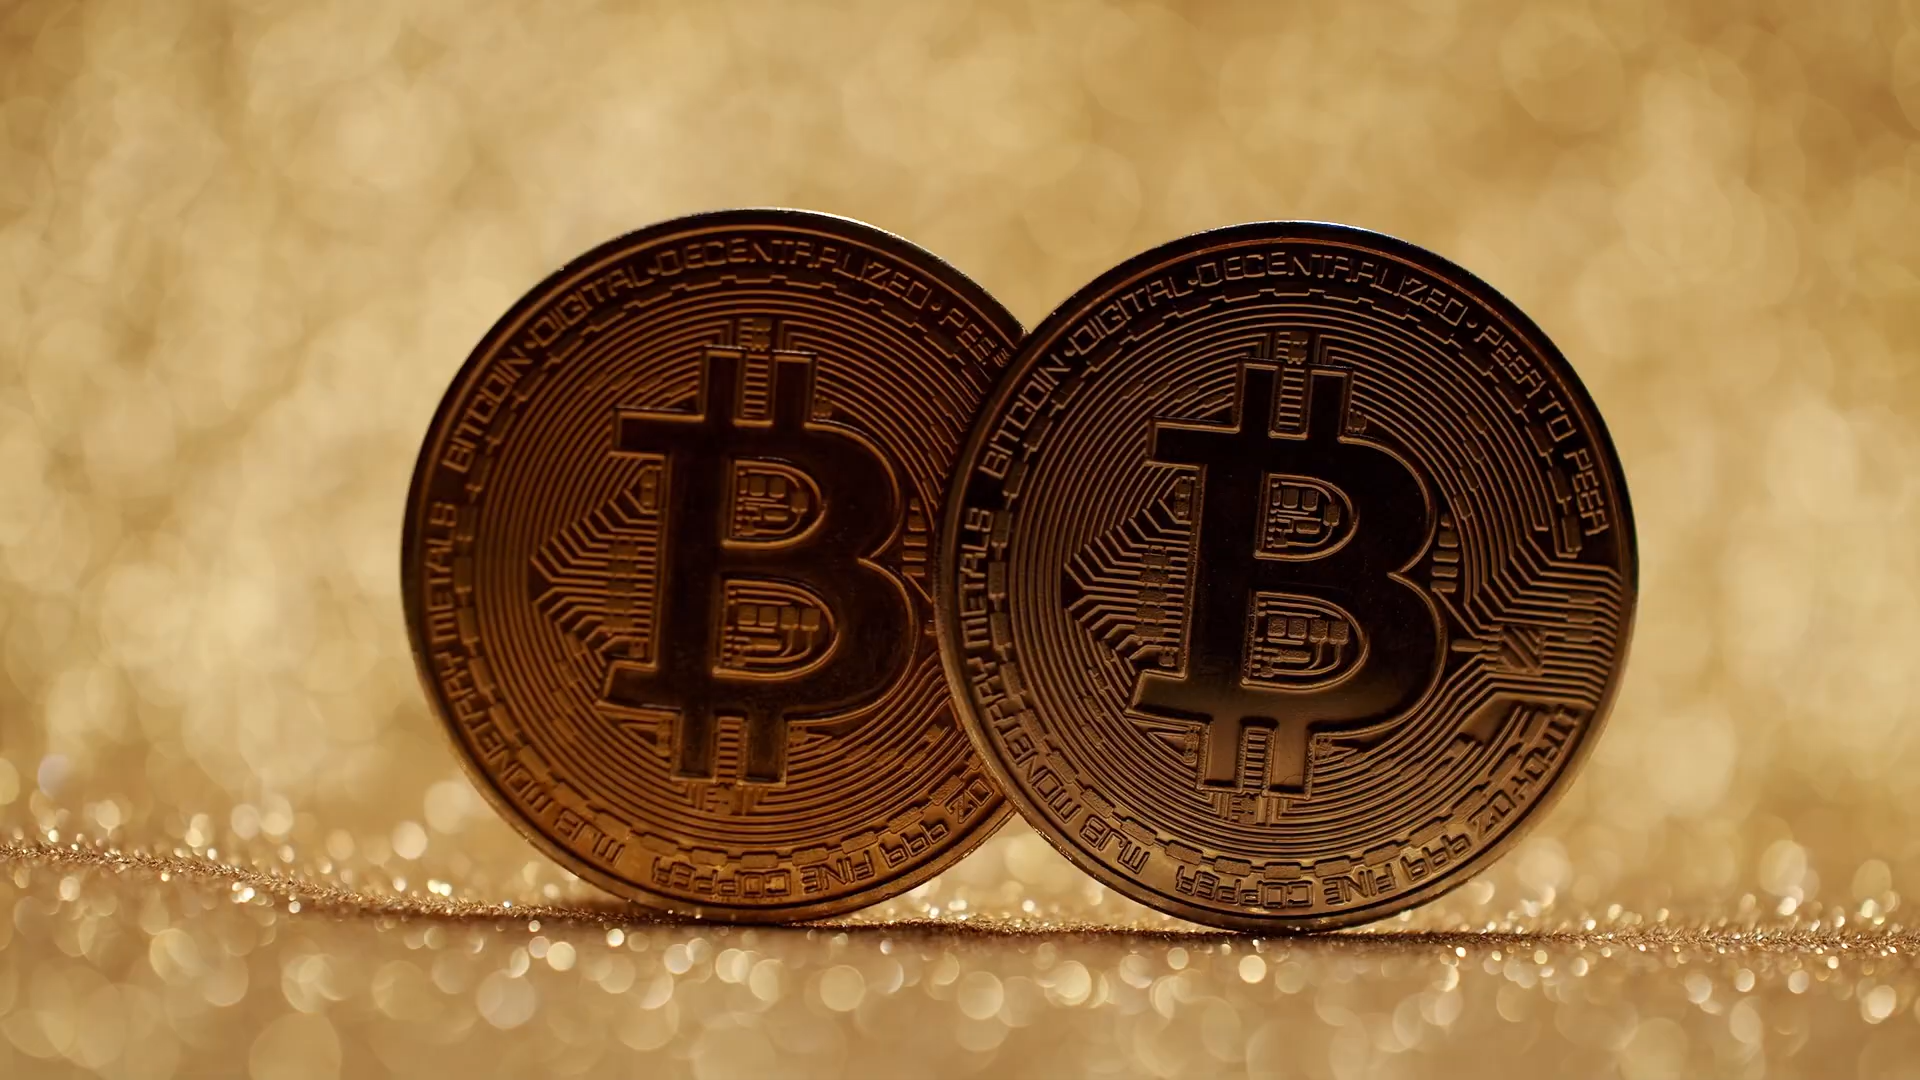 BITCOIN·DIGITAL·DECENTRALIZED·PEE
MJB MONETARY METALS
999 FINE COPPER
OZ
BITCOIN·DIGITAL·DECENTRALIZED·PEER TO PEER
MJB MONETARY METALS
999 FINE COPPER
OZ